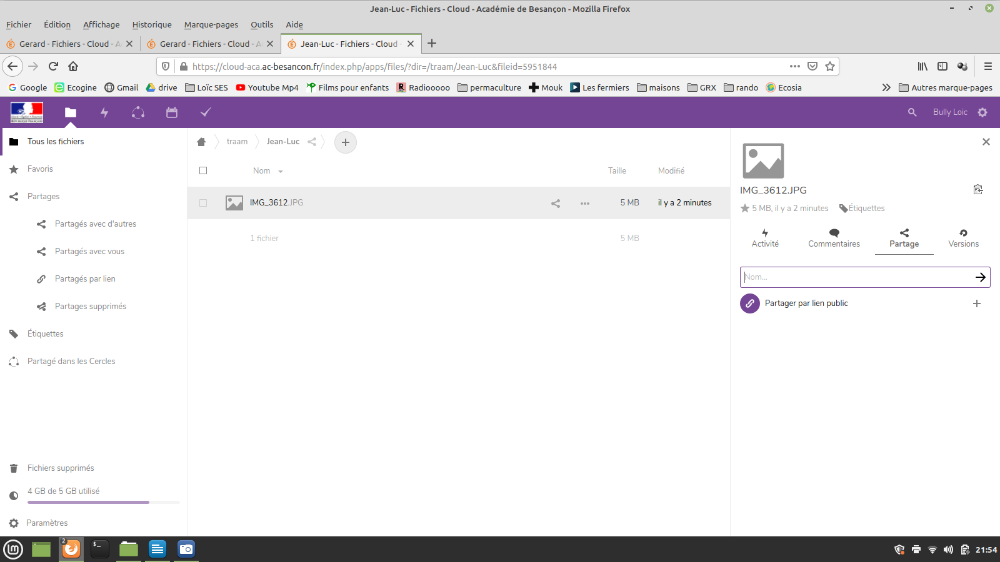 Jean-Luc - Fichiers - Cloud - Académie de Besançon - Mozilla Firefox
Fichier Édition Affichage Historique Marque-pages Outils Aide
Gerard - Fichiers - Cloud - A Gerard - Fichiers - Cloud - A Jean-Luc - Fichiers - Cloud -
https://cloud-aca.ac-besancon.fr/index.php/apps/files/?dir=/traam/Jean-Luc&fileid=5951844
Google Ecogine Gmail drive Loïc SES Youtube Mp4 Films pour enfants Radiooooo permaculture Mouk Les fermiers maisons GRX rando Ecosia Autres marque-pages
Bully Loic
Tous les fichiers
Favoris
Partages
Partagés avec d'autres
Partagés avec vous
Partagés par lien
Partages supprimés
Étiquettes
Partagé dans les Cercles
Fichiers supprimés
4 GB de 5 GB utilisé
Paramètres
traam Jean-Luc
Nom Taille Modifié
IMG_3612.JPG 5 MB il y a 2 minutes
1 fichier 5 MB
IMG_3612.JPG
5 MB, il y a 2 minutes Étiquettes
Activité Commentaires Partage Versions
Nom...
Partager par lien public
2
21:54